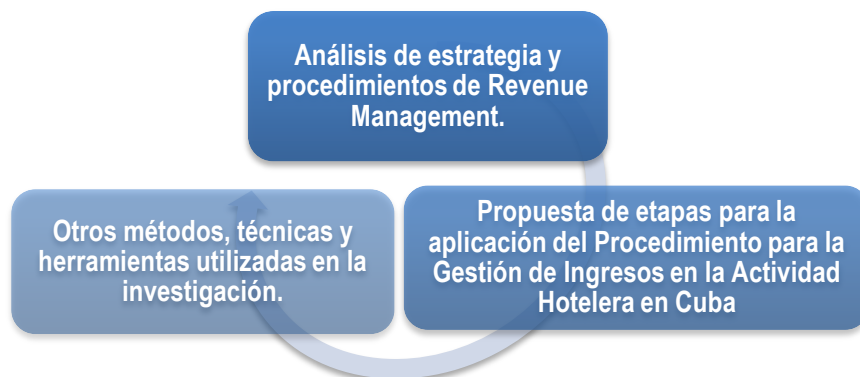 Análisis de estrategia y
procedimientos de Revenue
Management.
Otros métodos, técnicas y
herramientas utilizadas en la
investigación.
Propuesta de etapas para la
aplicación del Procedimiento para la
Gestión de Ingresos en la Actividad
Hotelera en Cuba